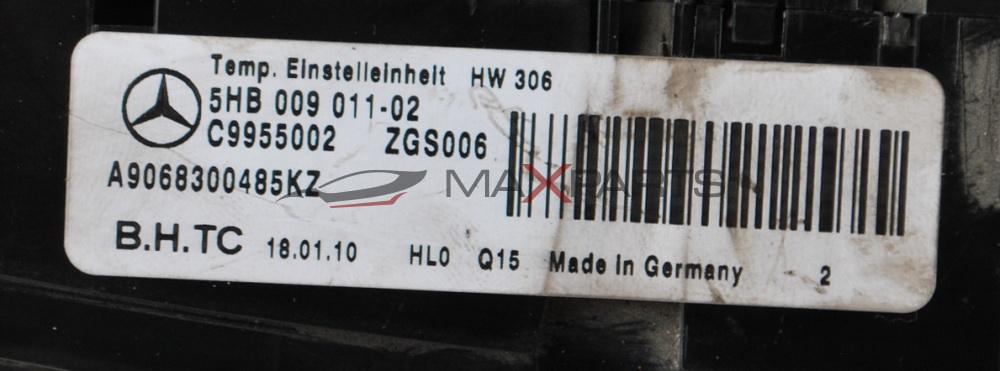 Temp. Einstelleinheit HW 306
5HB 009 011-02
C9955002 ZGS006
A9068300485KZ
MAXPARTS
B.H.TC 18.01.10 HL0 Q15 Made in Germany 2